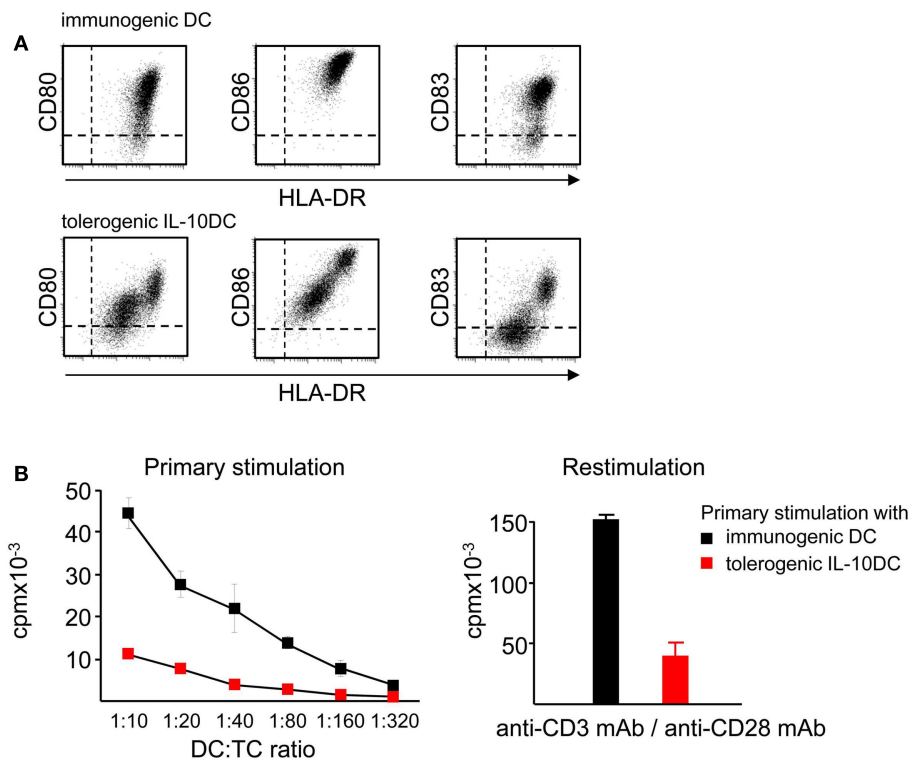 A
immunogenic DC
CD80
CD86
CD83
HLA-DR
tolerogenic IL-10DC
CD80
CD86
CD83
HLA-DR
B
Primary stimulation
cpmx10-3
50
40
30
20
10
1:10 1:20 1:40 1:80 1:160 1:320
DC:TC ratio
Restimulation
cpmx10-3
150
100
50
anti-CD3 mAb / anti-CD28 mAb
Primary stimulation with
immunogenic DC
tolerogenic IL-10DC